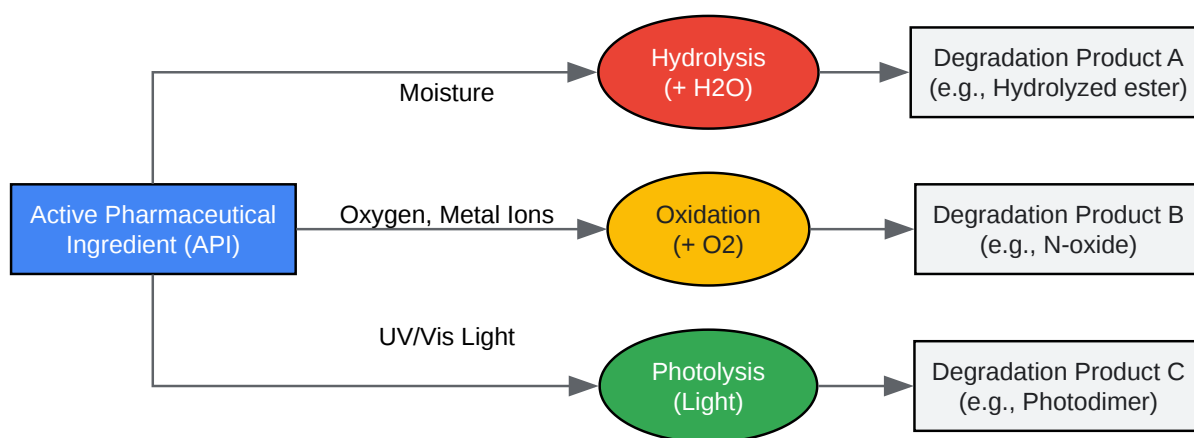 Hydrolysis
(+ H2O)
Degradation Product A
(e.g., Hydrolyzed ester)
Moisture
Active Pharmaceutical
Ingredient (API)
Oxygen, Metal Ions
Oxidation
(+ O2)
Degradation Product B
(e.g., N-oxide)
UV/Vis Light
Photolysis
(Light)
Degradation Product C
(e.g., Photodimer)